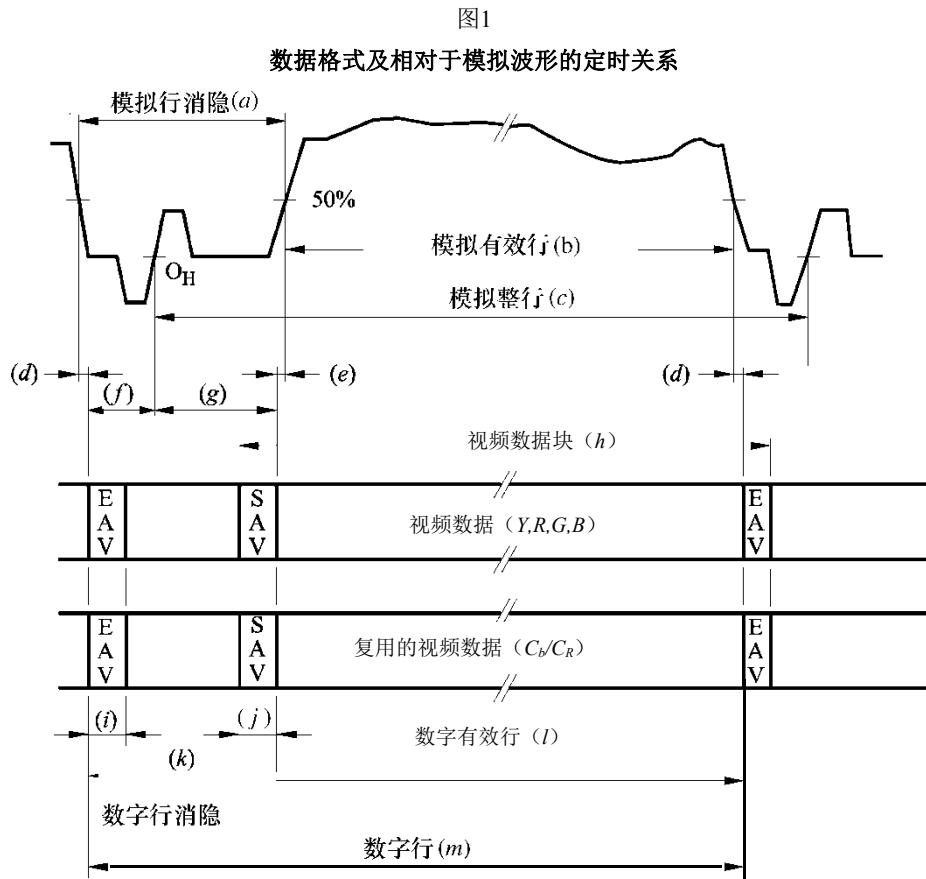 图1
数据格式及相对于模拟波形的定时关系
模拟行消隐(a)
50%
模拟有效行(b)
O_H
模拟整行(c)
(d)
(e)
(d)
(f)
(g)
视频数据块（h）
EAV
SAV
视频数据（Y,R,G,B）
EAV
EAV
SAV
复用的视频数据（C_b/C_R）
EAV
(i)
(j)
数字有效行（l）
(k)
数字行消隐
数字行(m)